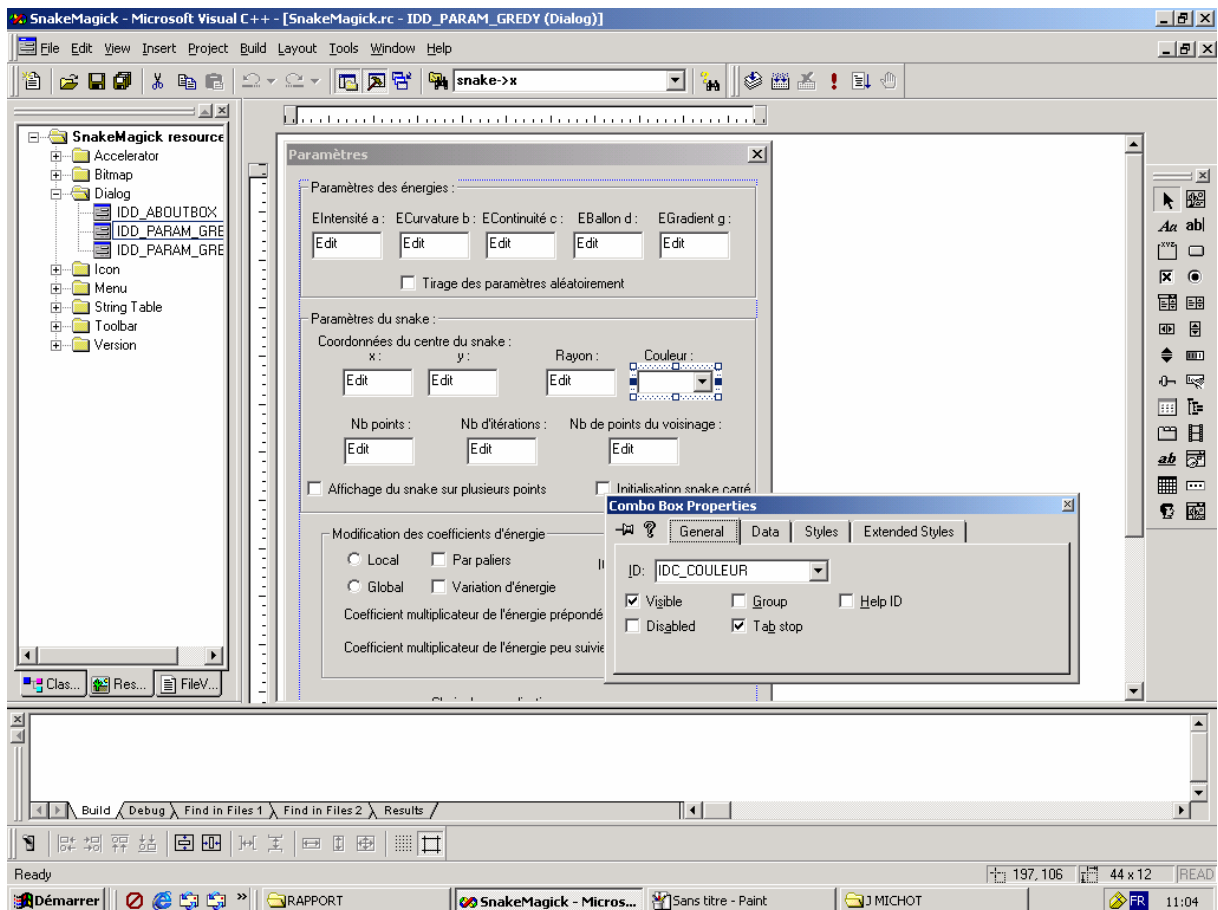 SnakeMagick - Microsoft Visual C++ - [SnakeMagick.rc - IDD_PARAM_GREDY (Dialog)]
File Edit View Insert Project Build Layout Tools Window Help
snake->x
SnakeMagick resource
Accelerator
Bitmap
Dialog
IDD_ABOUTBOX
IDD_PARAM_GRE
IDD_PARAM_GRE
Icon
Menu
String Table
Toolbar
Version
Clas... Res... FileV...
Paramètres
Paramètres des énergies :
EIntensité a : ECurvature b : EContinuité c : EBallon d : EGradient g :
Edit Edit Edit Edit Edit
Tirage des paramètres aléatoirement
Paramètres du snake :
Coordonnées du centre du snake :
x : y : Rayon : Couleur :
Edit Edit Edit
Nb points : Nb d'itérations : Nb de points du voisinage :
Edit Edit Edit
Affichage du snake sur plusieurs points Initialisation snake carré
Modification des coefficients d'énergie
Local Par paliers
Global Variation d'énergie
Coefficient multiplicateur de l'énergie prépondé
Coefficient multiplicateur de l'énergie peu suivie
Combo Box Properties
General Data Styles Extended Styles
ID: IDC_COULEUR
Visible Group Help ID
Disabled Tab stop
Aa ab|
xyz
ab
Build Debug Find in Files 1 Find in Files 2 Results
Ready 197, 106 44 x 12 READ
Démarrer » RAPPORT SnakeMagick - Micros... Sans titre - Paint J MICHOT FR 11:04